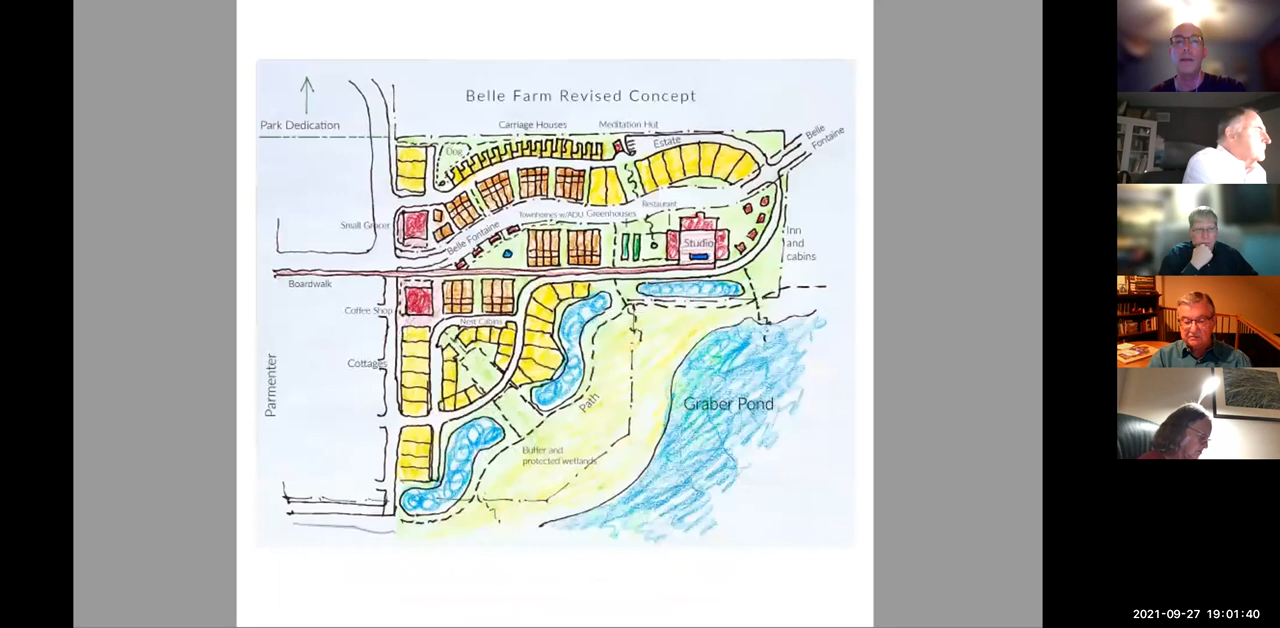 Belle Farm Revised Concept
Park Dedication
Carriage Houses
Meditation Hut
Belle
Fontaine
Dog
Estate
Restaurant
Small Grocer
Townhomes w/ADU
Greenhouses
Belle Fontaine
Studio
Inn
and
cabins
Boardwalk
Coffee Shop
Nest Cabins
Cottages
Parmenter
Path
Graber Pond
Buffer and
protected wetlands
2021-09-27 19:01:40